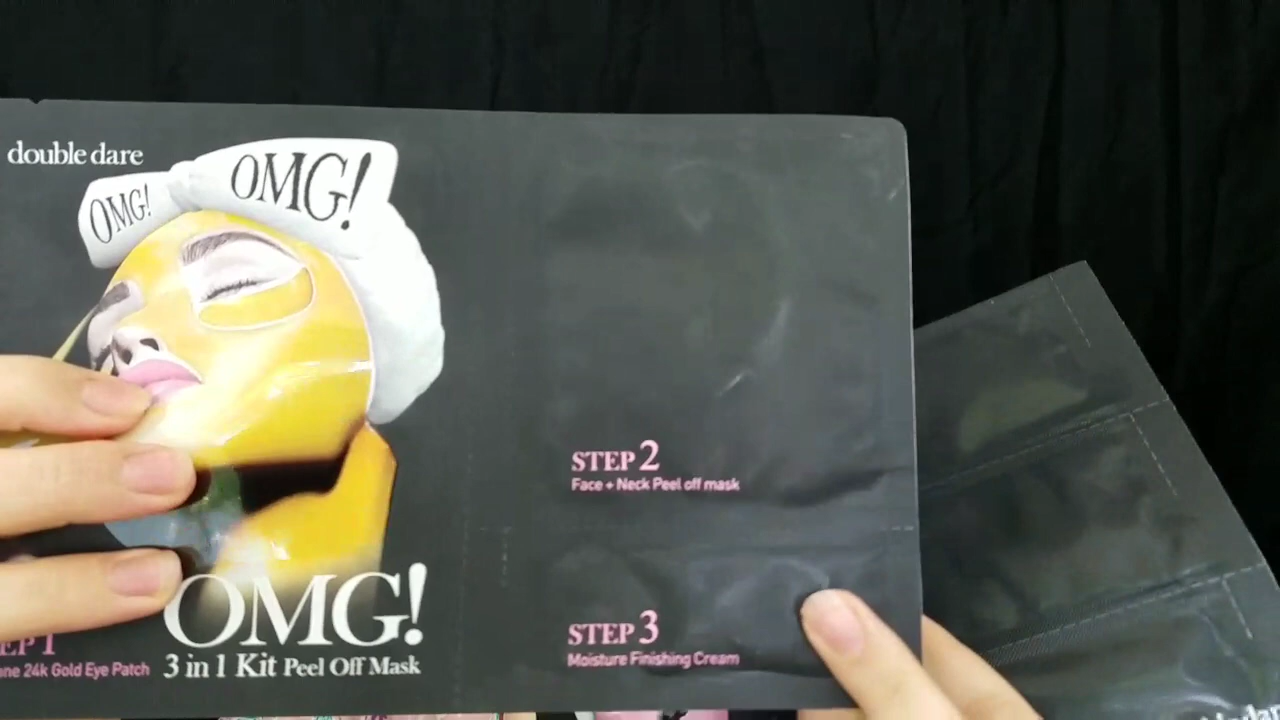 double dare
OMG!
OMG!
STEP 2
Face + Neck Peel off mask
OMG!
3 in 1 Kit Peel Off Mask
24k Gold Eye Patch
STEP 3
Moisture Finishing Cream